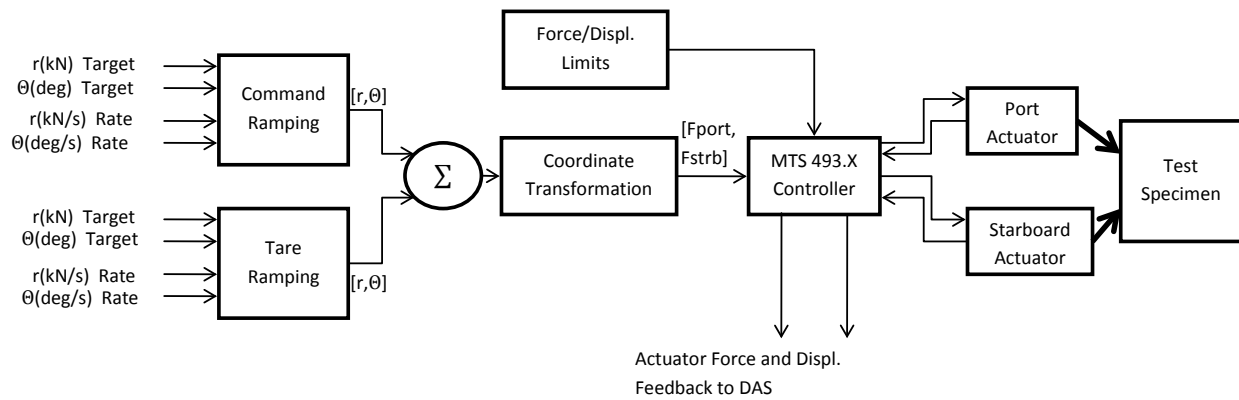 r(kN) Target
Θ(deg) Target
r(kN/s) Rate
Θ(deg/s) Rate
Command
Ramping
[r,Θ]
r(kN) Target
Θ(deg) Target
r(kN/s) Rate
Θ(deg/s) Rate
Tare
Ramping
[r,Θ]
Σ
Coordinate
Transformation
[Fport,
Fstrb]
Force/Displ.
Limits
MTS 493.X
Controller
Port
Actuator
Starboard
Actuator
Test
Specimen
Actuator Force and Displ.
Feedback to DAS